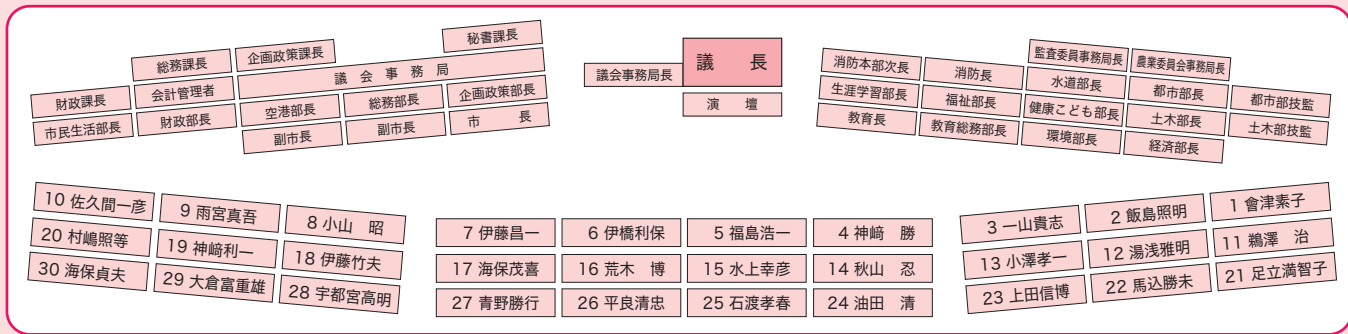 総務課長 企画政策課長 秘書課長
議会事務局
財政課長 会計管理者 空港部長 総務部長 企画政策部長
市民生活部長 財政部長 副市長 副市長 市　長
議会事務局長 議　長
演　壇
監査委員事務局長 農業委員会事務局長
消防本部次長 消防長 水道部長 都市部長 都市部技監
生涯学習部長 福祉部長 健康こども部長 土木部長 土木部技監
教育長 教育総務部長 環境部長 経済部長
10 佐久間一彦 9 雨宮真吾 8 小山　昭
20 村嶋照等 19 神﨑利一 18 伊藤竹夫
30 海保貞夫 29 大倉富重雄 28 宇都宮高明
7 伊藤昌一 6 伊橋利保 5 福島浩一 4 神﨑　勝
17 海保茂喜 16 荒木　博 15 水上幸彦 14 秋山　忍
27 青野勝行 26 平良清忠 25 石渡孝春 24 油田　清
3 一山貴志 2 飯島照明 1 會津素子
13 小澤孝一 12 湯浅雅明 11 鵜澤　治
23 上田信博 22 馬込勝未 21 足立満智子